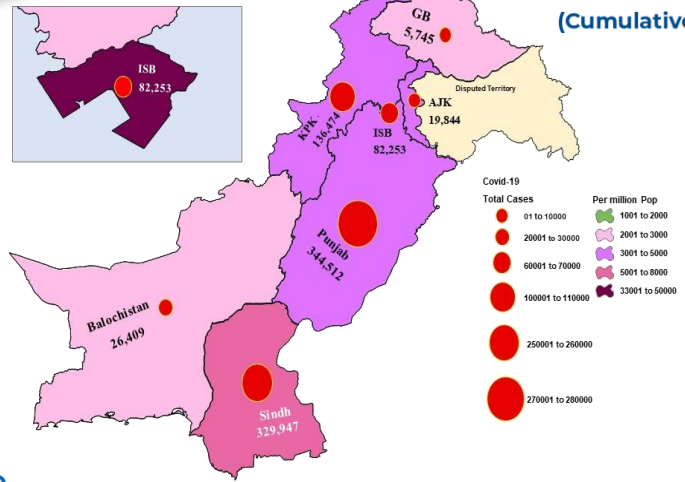 (Cumulative
ISB
82,253
GB
5,745
Disputed Territory
AJK
19,844
KPK
136,474
ISB
82,253
Punjab
344,512
Balochistan
26,409
Sindh
329,947
Covid-19
Total Cases
01 to 10000
20001 to 30000
60001 to 70000
100001 to 110000
250001 to 260000
270001 to 280000
Per million Pop
1001 to 2000
2001 to 3000
3001 to 5000
5001 to 8000
33001 to 50000